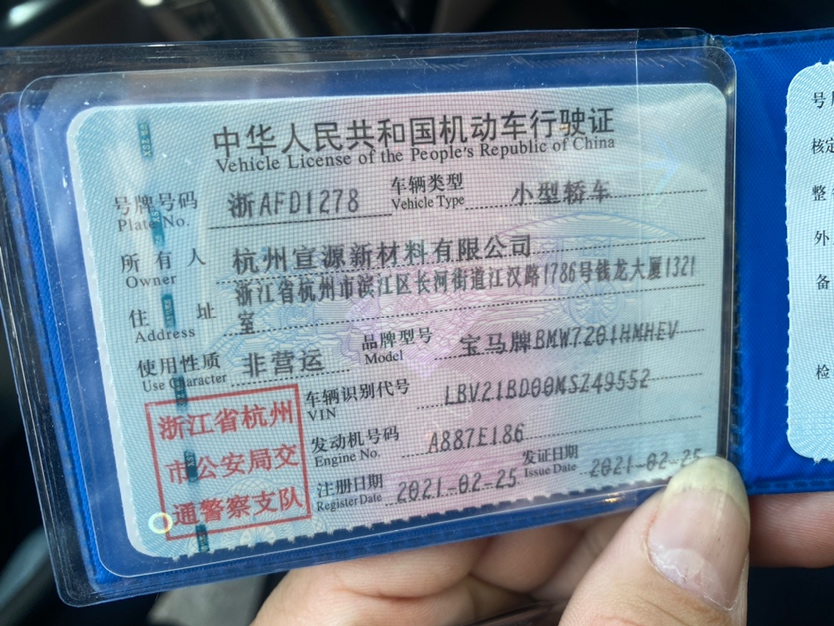 中华人民共和国机动车行驶证
Vehicle License of the People's Republic of China
号牌号码 浙AFD1278 车辆类型 小型轿车
Plate No. Vehicle Type
所有人 杭州宣源新材料有限公司
Owner
住址 浙江省杭州市滨江区长河街道江汉路1786号钱龙大厦1321
Address 室
使用性质 非营运 品牌型号 宝马牌BMW7201HMHEV
Use Character Model
车辆识别代号 LBV21BD00MSZ49552
VIN
发动机号码 A887E186
Engine No.
注册日期 2021-02-25 发证日期 2021-02-25
Register Date Issue Date
浙江省杭州
市公安局交
通警察支队
号
核定
整
外
备
检